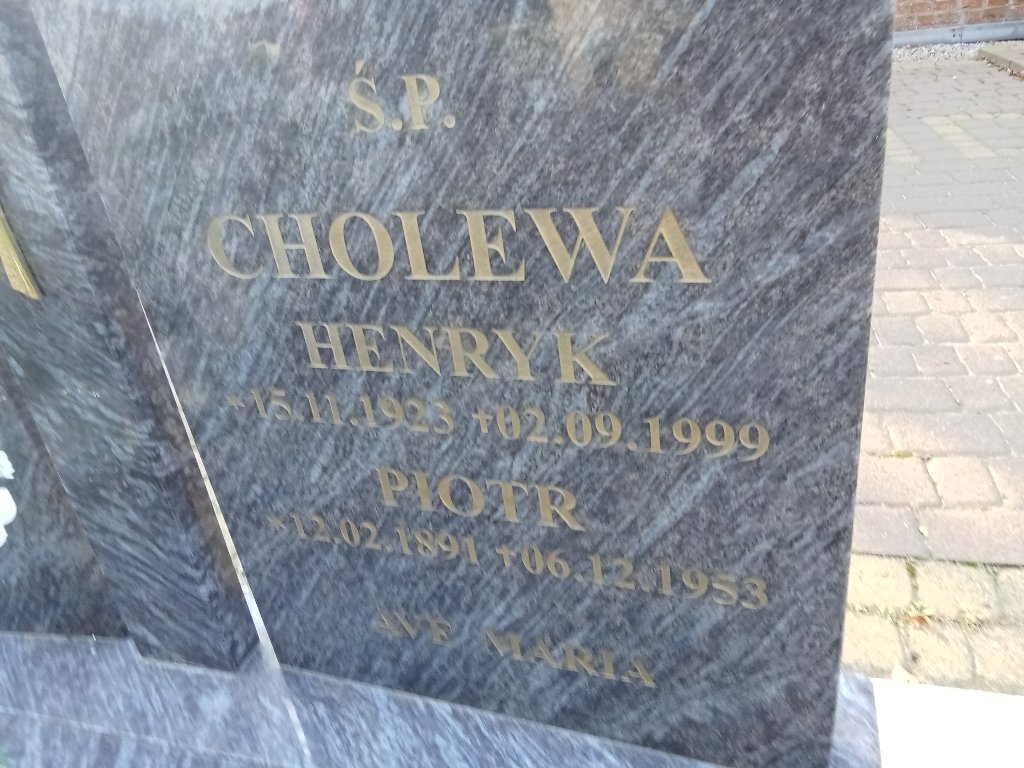 Ś.P.
CHOLEWA
HENRYK
*15.11.1923 †02.09.1999
PIOTR
*12.02.1891 †06.12.1953
AVE MARIA